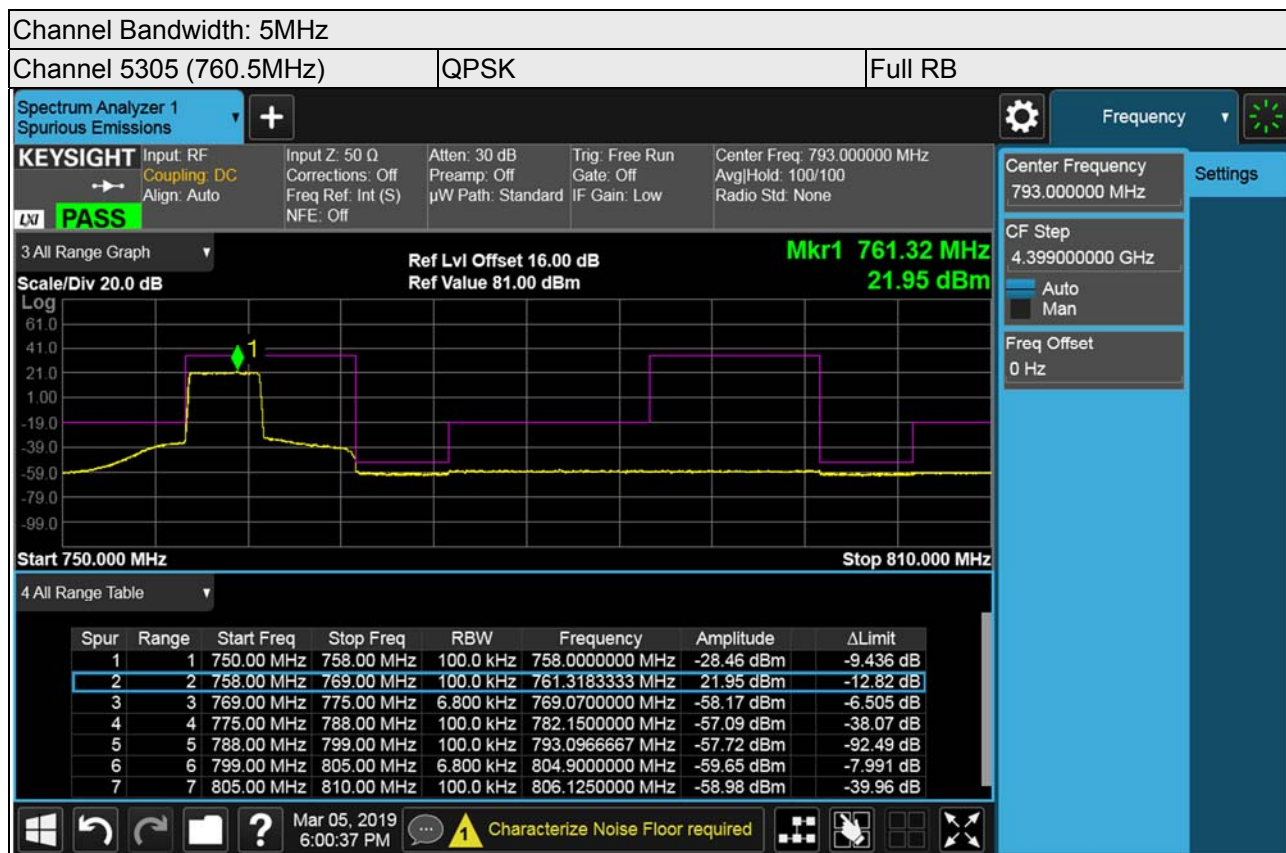 Channel Bandwidth: 5MHz
Channel 5305 (760.5MHz) QPSK Full RB
Spectrum Analyzer 1
Spurious Emissions
Frequency
KEYSIGHT
LXI PASS
Input: RF
Coupling: DC
Align: Auto
Input Z: 50 Ω
Corrections: Off
Freq Ref: Int (S)
NFE: Off
Atten: 30 dB
Preamp: Off
µW Path: Standard
Trig: Free Run
Gate: Off
IF Gain: Low
Center Freq: 793.000000 MHz
Avg|Hold: 100/100
Radio Std: None
Center Frequency
793.000000 MHz
Settings
CF Step
4.399000000 GHz
Auto
Man
Freq Offset
0 Hz
3 All Range Graph
Scale/Div 20.0 dB
Ref Lvl Offset 16.00 dB
Ref Value 81.00 dBm
Mkr1 761.32 MHz
21.95 dBm
Log
61.0
41.0
21.0
1.00
-19.0
-39.0
-59.0
-79.0
-99.0
1
Start 750.000 MHz Stop 810.000 MHz
4 All Range Table
Spur Range Start Freq Stop Freq RBW Frequency Amplitude ΔLimit
1 1 750.00 MHz 758.00 MHz 100.0 kHz 758.0000000 MHz -28.46 dBm -9.436 dB
2 2 758.00 MHz 769.00 MHz 100.0 kHz 761.3183333 MHz 21.95 dBm -12.82 dB
3 3 769.00 MHz 775.00 MHz 6.800 kHz 769.0700000 MHz -58.17 dBm -6.505 dB
4 4 775.00 MHz 788.00 MHz 100.0 kHz 782.1500000 MHz -57.09 dBm -38.07 dB
5 5 788.00 MHz 799.00 MHz 100.0 kHz 793.0966667 MHz -57.72 dBm -92.49 dB
6 6 799.00 MHz 805.00 MHz 6.800 kHz 804.9000000 MHz -59.65 dBm -7.991 dB
7 7 805.00 MHz 810.00 MHz 100.0 kHz 806.1250000 MHz -58.98 dBm -39.96 dB
Mar 05, 2019
6:00:37 PM
1 Characterize Noise Floor required